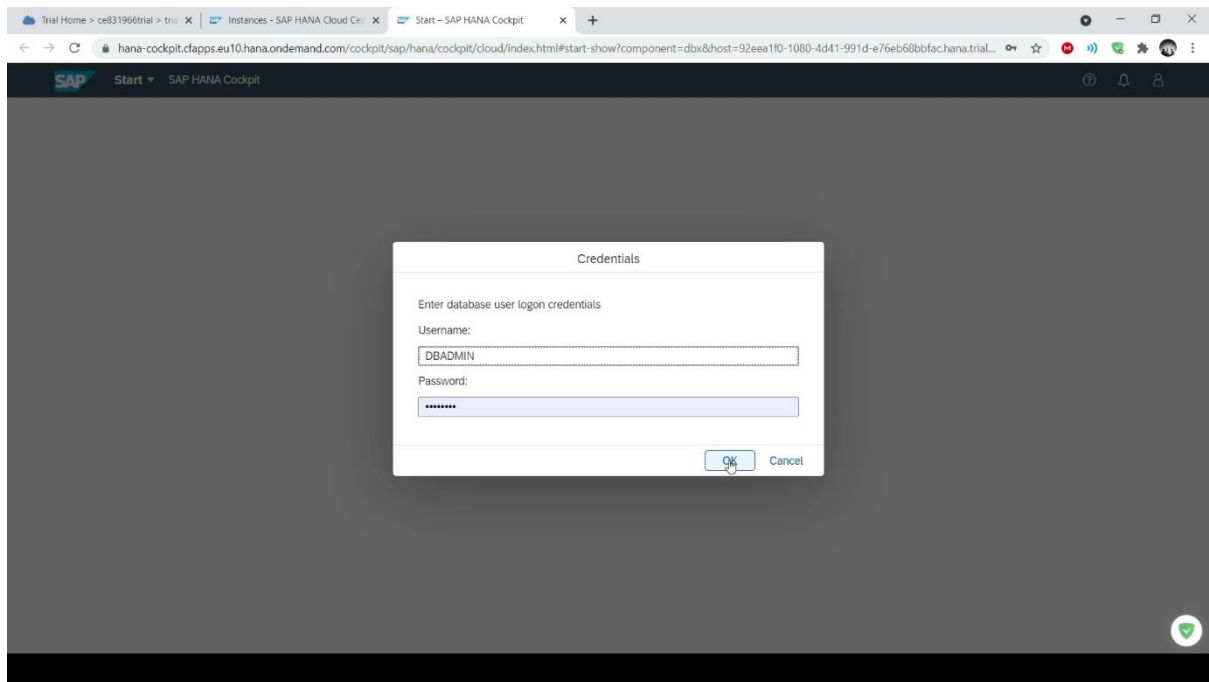 Trial Home > ce831966trial > tria
Instances - SAP HANA Cloud Cen
Start – SAP HANA Cockpit
hana-cockpit.cfapps.eu10.hana.ondemand.com/cockpit/sap/hana/cockpit/cloud/index.html#start-show?component=dbx&host=92eea1f0-1080-4d41-991d-e76eb68bbfac.hana.trial...
SAP Start SAP HANA Cockpit
Credentials
Enter database user logon credentials
Username:
DBADMIN
Password:
••••••••
OK Cancel